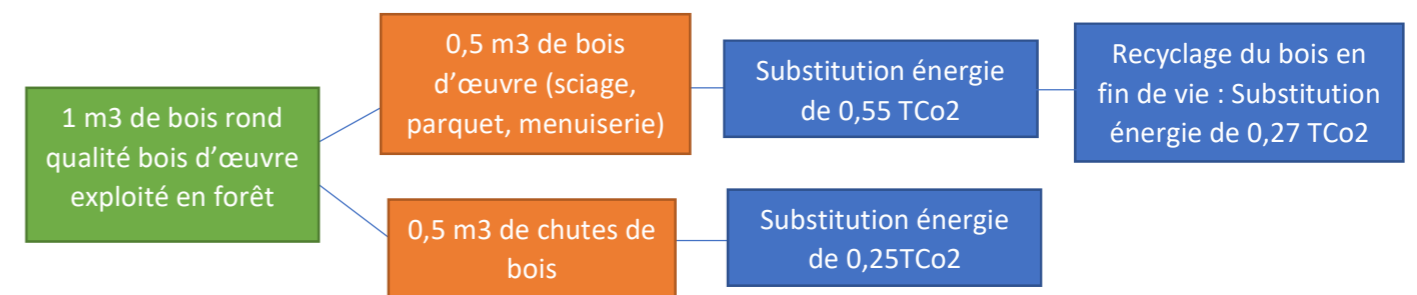 1 m3 de bois rond
qualité bois d’œuvre
exploité en forêt
0,5 m3 de bois
d’œuvre (sciage,
parquet, menuiserie)
Substitution énergie
de 0,55 TCo2
Recyclage du bois en
fin de vie : Substitution
énergie de 0,27 TCo2
0,5 m3 de chutes de
bois
Substitution énergie
de 0,25TCo2